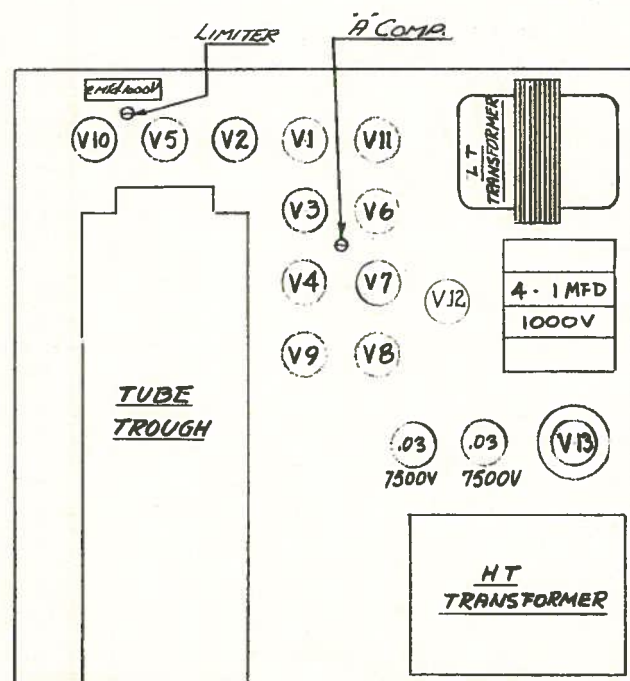 LIMITER
"A" COMP.
V10 V5 V2 V1 V11
LT
TRANSFORMER
V3 V6
V4 V7
V12
4 - 1 MFD
1000V
V9 V8
TUBE
TROUGH
.03 .03 V13
7500V 7500V
HT
TRANSFORMER